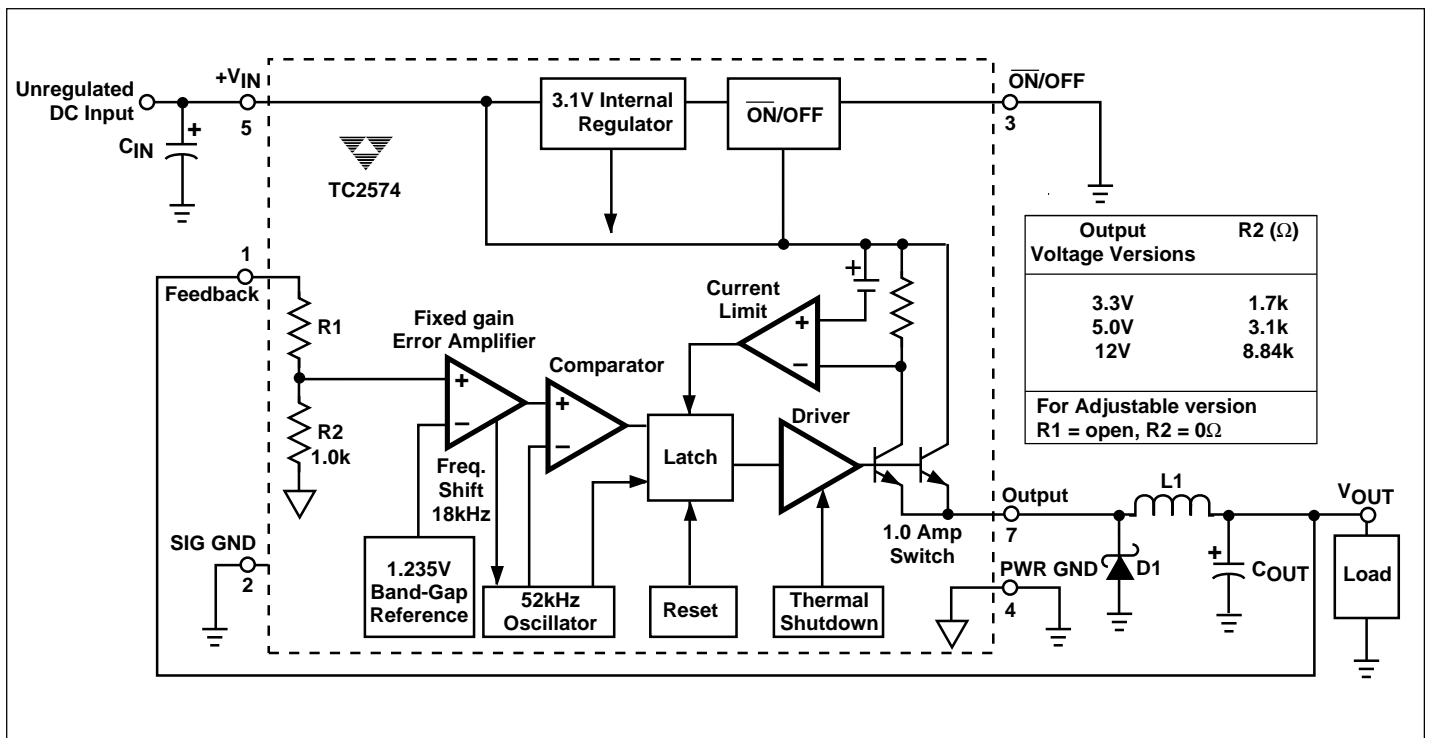 Unregulated
DC Input
+VIN
5
+
CIN
TC2574
3.1V Internal
Regulator
ON/OFF
ON/OFF
3
Output
Voltage Versions
R2 (Ω)
3.3V
1.7k
5.0V
3.1k
12V
8.84k
For Adjustable version
R1 = open, R2 = 0Ω
1
Feedback
R1
R2
1.0k
Fixed gain
Error Amplifier
+
−
Comparator
+
−
Current
Limit
+
−
+
Latch
Driver
Freq.
Shift
18kHz
SIG GND
2
1.235V
Band-Gap
Reference
52kHz
Oscillator
Reset
Thermal
Shutdown
1.0 Amp
Switch
Output
7
PWR GND
4
L1
D1
+
COUT
VOUT
Load